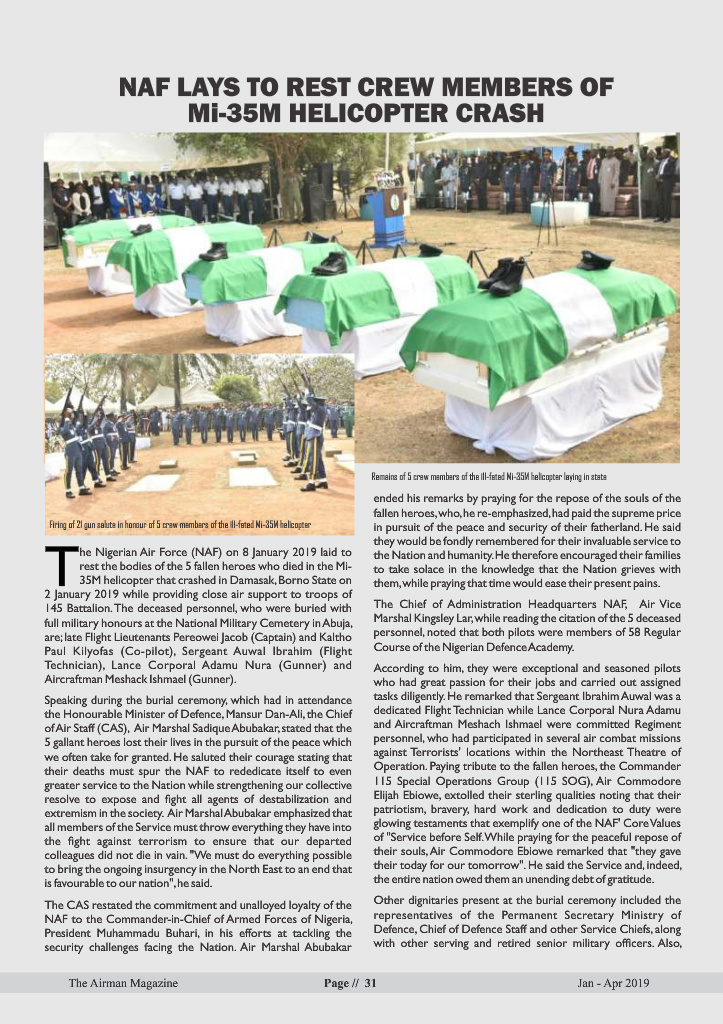 NAF LAYS TO REST CREW MEMBERS OF
Mi-35M HELICOPTER CRASH
Remains of 5 crew members of the Ill-fated Mi-35M helicopter laying in state
Firing of 21 gun salute in honour of 5 crew members of the Ill-fated Mi-35M helicopter
The Nigerian Air Force (NAF) on 8 January 2019 laid to
rest the bodies of the 5 fallen heroes who died in the Mi-
35M helicopter that crashed in Damasak, Borno State on
2 January 2019 while providing close air support to troops of
145 Battalion. The deceased personnel, who were buried with
full military honours at the National Military Cemetery in Abuja,
are; late Flight Lieutenants Pereowei Jacob (Captain) and Kaltho
Paul Kilyofas (Co-pilot), Sergeant Auwal Ibrahim (Flight
Technician), Lance Corporal Adamu Nura (Gunner) and
Aircraftman Meshack Ishmael (Gunner).
Speaking during the burial ceremony, which had in attendance
the Honourable Minister of Defence, Mansur Dan-Ali, the Chief
of Air Staff (CAS), Air Marshal Sadique Abubakar, stated that the
5 gallant heroes lost their lives in the pursuit of the peace which
we often take for granted. He saluted their courage stating that
their deaths must spur the NAF to rededicate itself to even
greater service to the Nation while strengthening our collective
resolve to expose and fight all agents of destabilization and
extremism in the society. Air Marshal Abubakar emphasized that
all members of the Service must throw everything they have into
the fight against terrorism to ensure that our departed
colleagues did not die in vain. "We must do everything possible
to bring the ongoing insurgency in the North East to an end that
is favourable to our nation", he said.
The CAS restated the commitment and unalloyed loyalty of the
NAF to the Commander-in-Chief of Armed Forces of Nigeria,
President Muhammadu Buhari, in his efforts at tackling the
security challenges facing the Nation. Air Marshal Abubakar
ended his remarks by praying for the repose of the souls of the
fallen heroes, who, he re-emphasized, had paid the supreme price
in pursuit of the peace and security of their fatherland. He said
they would be fondly remembered for their invaluable service to
the Nation and humanity. He therefore encouraged their families
to take solace in the knowledge that the Nation grieves with
them, while praying that time would ease their present pains.
The Chief of Administration Headquarters NAF, Air Vice
Marshal Kingsley Lar, while reading the citation of the 5 deceased
personnel, noted that both pilots were members of 58 Regular
Course of the Nigerian Defence Academy.
According to him, they were exceptional and seasoned pilots
who had great passion for their jobs and carried out assigned
tasks diligently. He remarked that Sergeant Ibrahim Auwal was a
dedicated Flight Technician while Lance Corporal Nura Adamu
and Aircraftman Meshach Ishmael were committed Regiment
personnel, who had participated in several air combat missions
against Terrorists' locations within the Northeast Theatre of
Operation. Paying tribute to the fallen heroes, the Commander
115 Special Operations Group (115 SOG), Air Commodore
Elijah Ebiowe, extolled their sterling qualities noting that their
patriotism, bravery, hard work and dedication to duty were
glowing testaments that exemplify one of the NAF' Core Values
of "Service before Self. While praying for the peaceful repose of
their souls, Air Commodore Ebiowe remarked that "they gave
their today for our tomorrow". He said the Service and, indeed,
the entire nation owed them an unending debt of gratitude.
Other dignitaries present at the burial ceremony included the
representatives of the Permanent Secretary Ministry of
Defence, Chief of Defence Staff and other Service Chiefs, along
with other serving and retired senior military officers. Also,
The Airman Magazine
Page // 31
Jan - Apr 2019